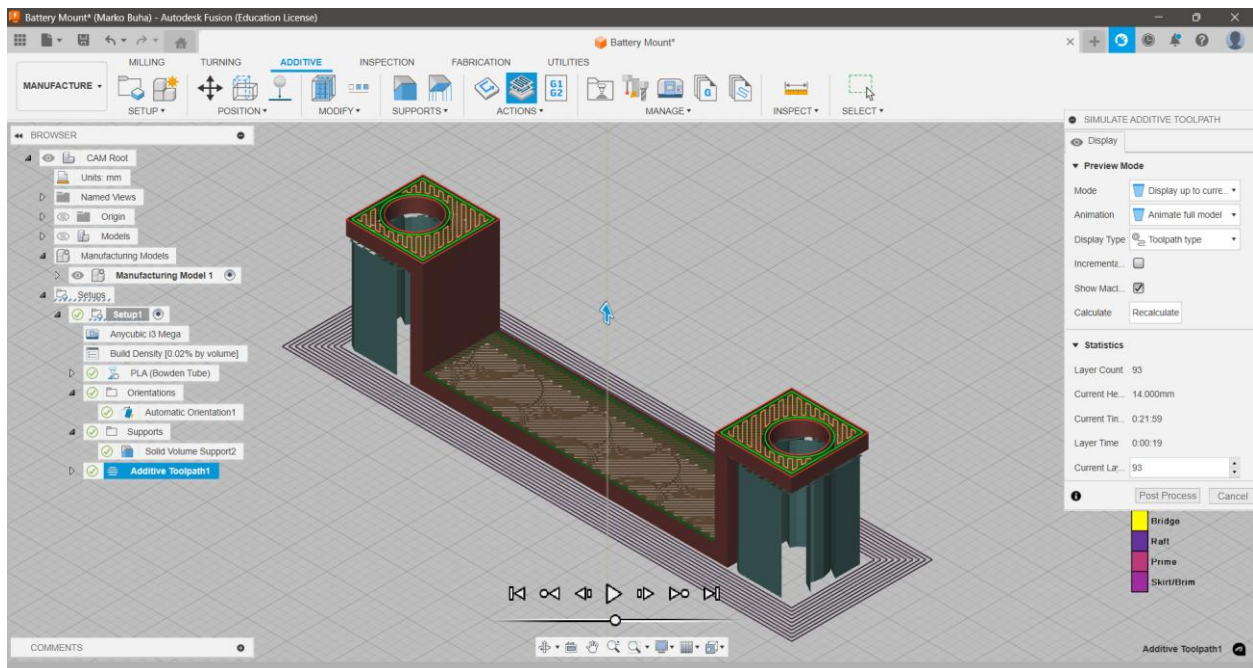 Battery Mount* (Marko Buha) - Autodesk Fusion (Education License)
Battery Mount*
MILLING TURNING ADDITIVE INSPECTION FABRICATION UTILITIES
MANUFACTURE
G1
G2
G
SETUP POSITION MODIFY SUPPORTS ACTIONS MANAGE INSPECT SELECT
BROWSER
CAM Root
Units: mm
Named Views
Origin
Models
Manufacturing Models
Manufacturing Model 1
Setups
Setup1
Anycubic i3 Mega
Build Density [0.02% by volume]
PLA (Bowden Tube)
Orientations
Automatic Orientation1
Supports
Solid Volume Support2
Additive Toolpath1
SIMULATE ADDITIVE TOOLPATH
Display
Preview Mode
Mode Display up to curre...
Animation Animate full model
Display Type Toolpath type
Incrementa...
Show Macl...
Calculate Recalculate
Statistics
Layer Count 93
Current He... 14.000mm
Current Tin... 0:21:59
Layer Time 0:00:19
Current Lay... 93
Post Process Cancel
Bridge
Raft
Prime
Skirt/Brim
COMMENTS
Additive Toolpath1